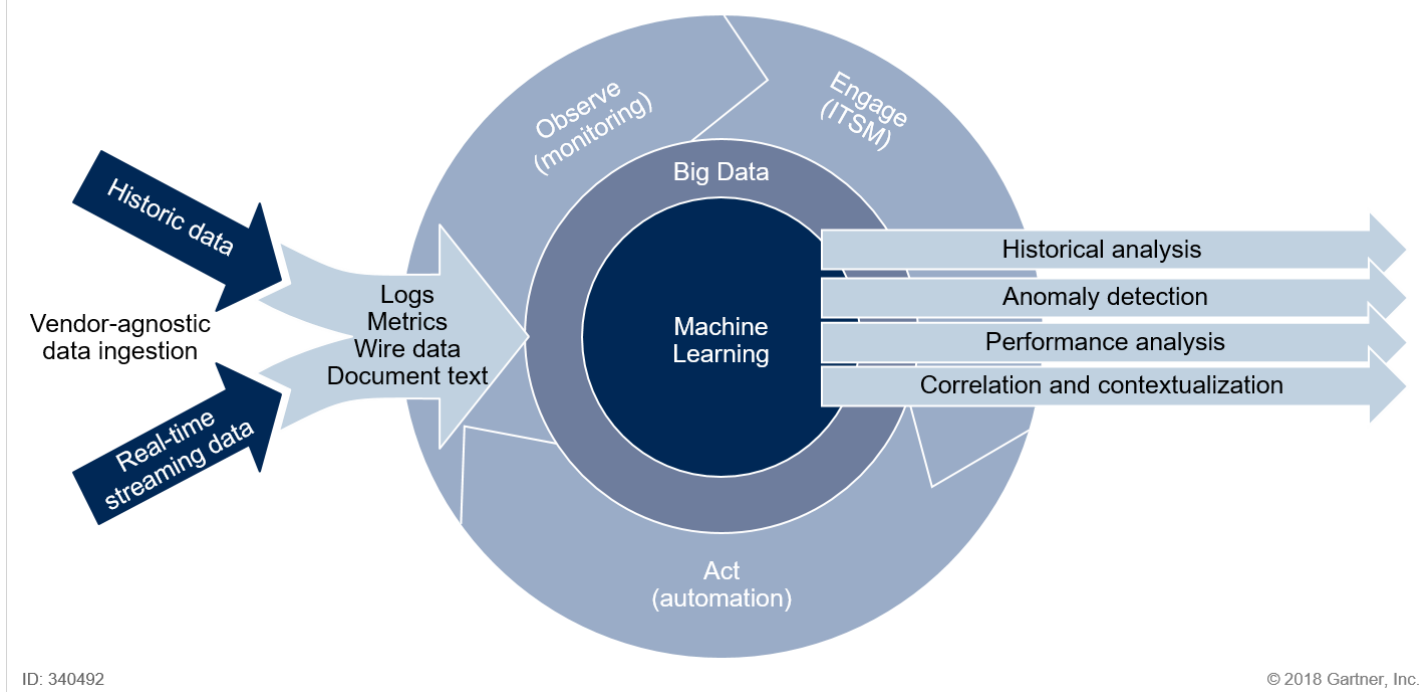 Observe
(monitoring)
Engage
(ITSM)
Big Data
Historic data
Vendor-agnostic
data ingestion
Real-time
streaming data
Logs
Metrics
Wire data
Document text
Machine
Learning
Historical analysis
Anomaly detection
Performance analysis
Correlation and contextualization
Act
(automation)
ID: 340492
© 2018 Gartner, Inc.